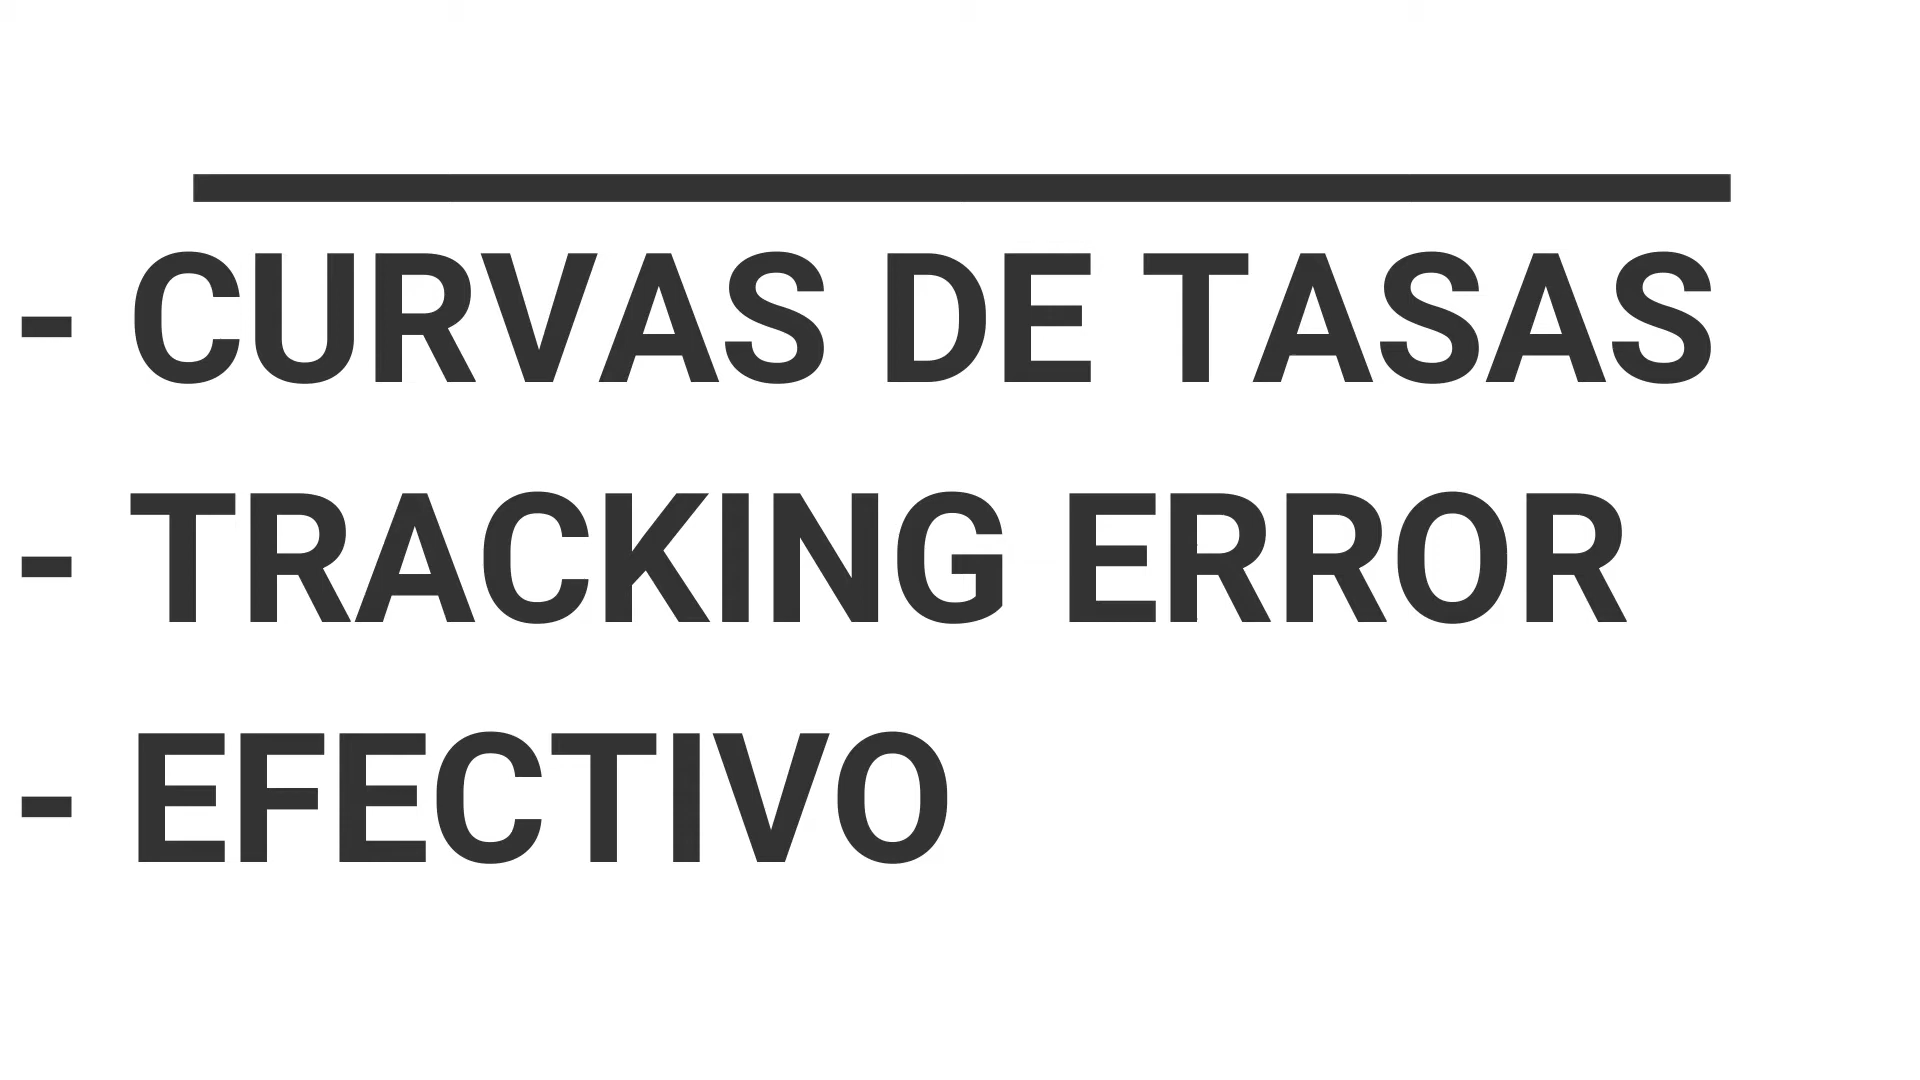 - CURVAS DE TASAS
- TRACKING ERROR
- EFECTIVO